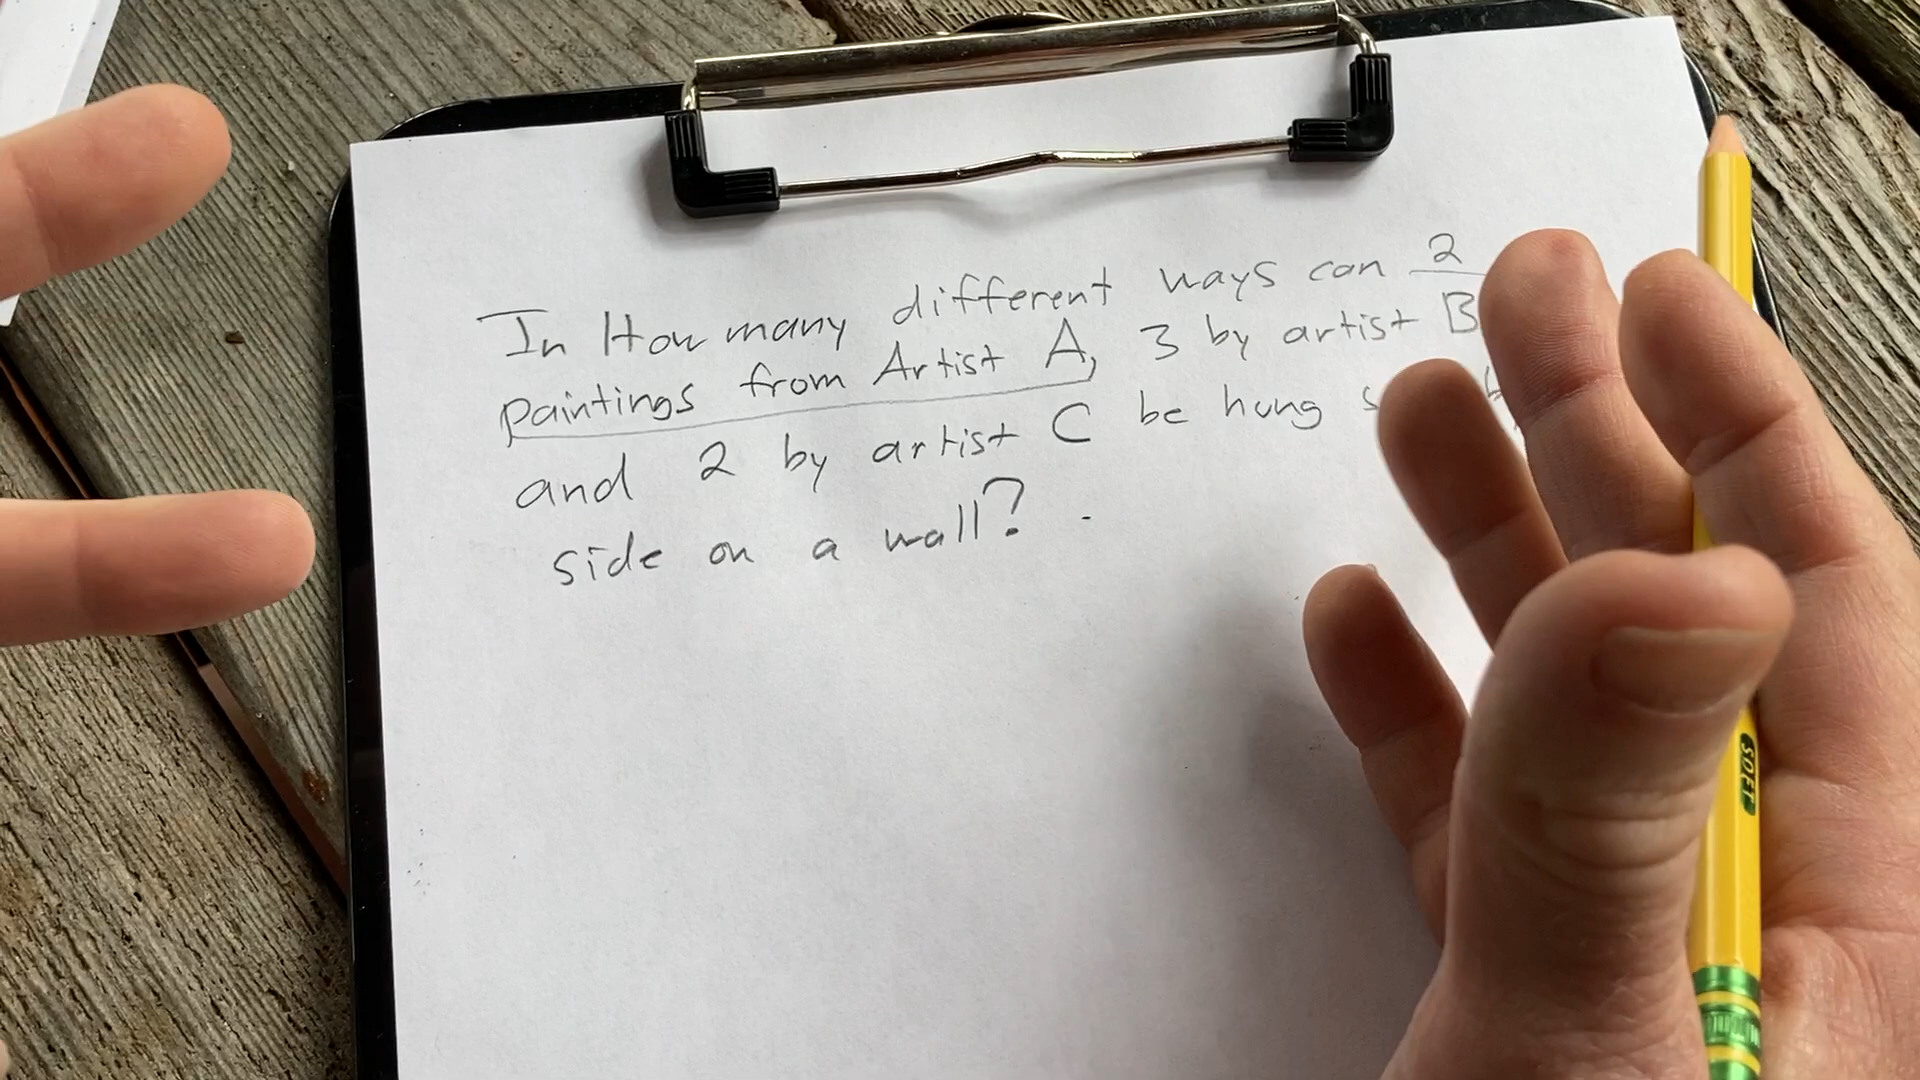 In How many different ways can 2
paintings from Artist A, 3 by artist B
and 2 by artist C be hung
side on a wall?
SOFT